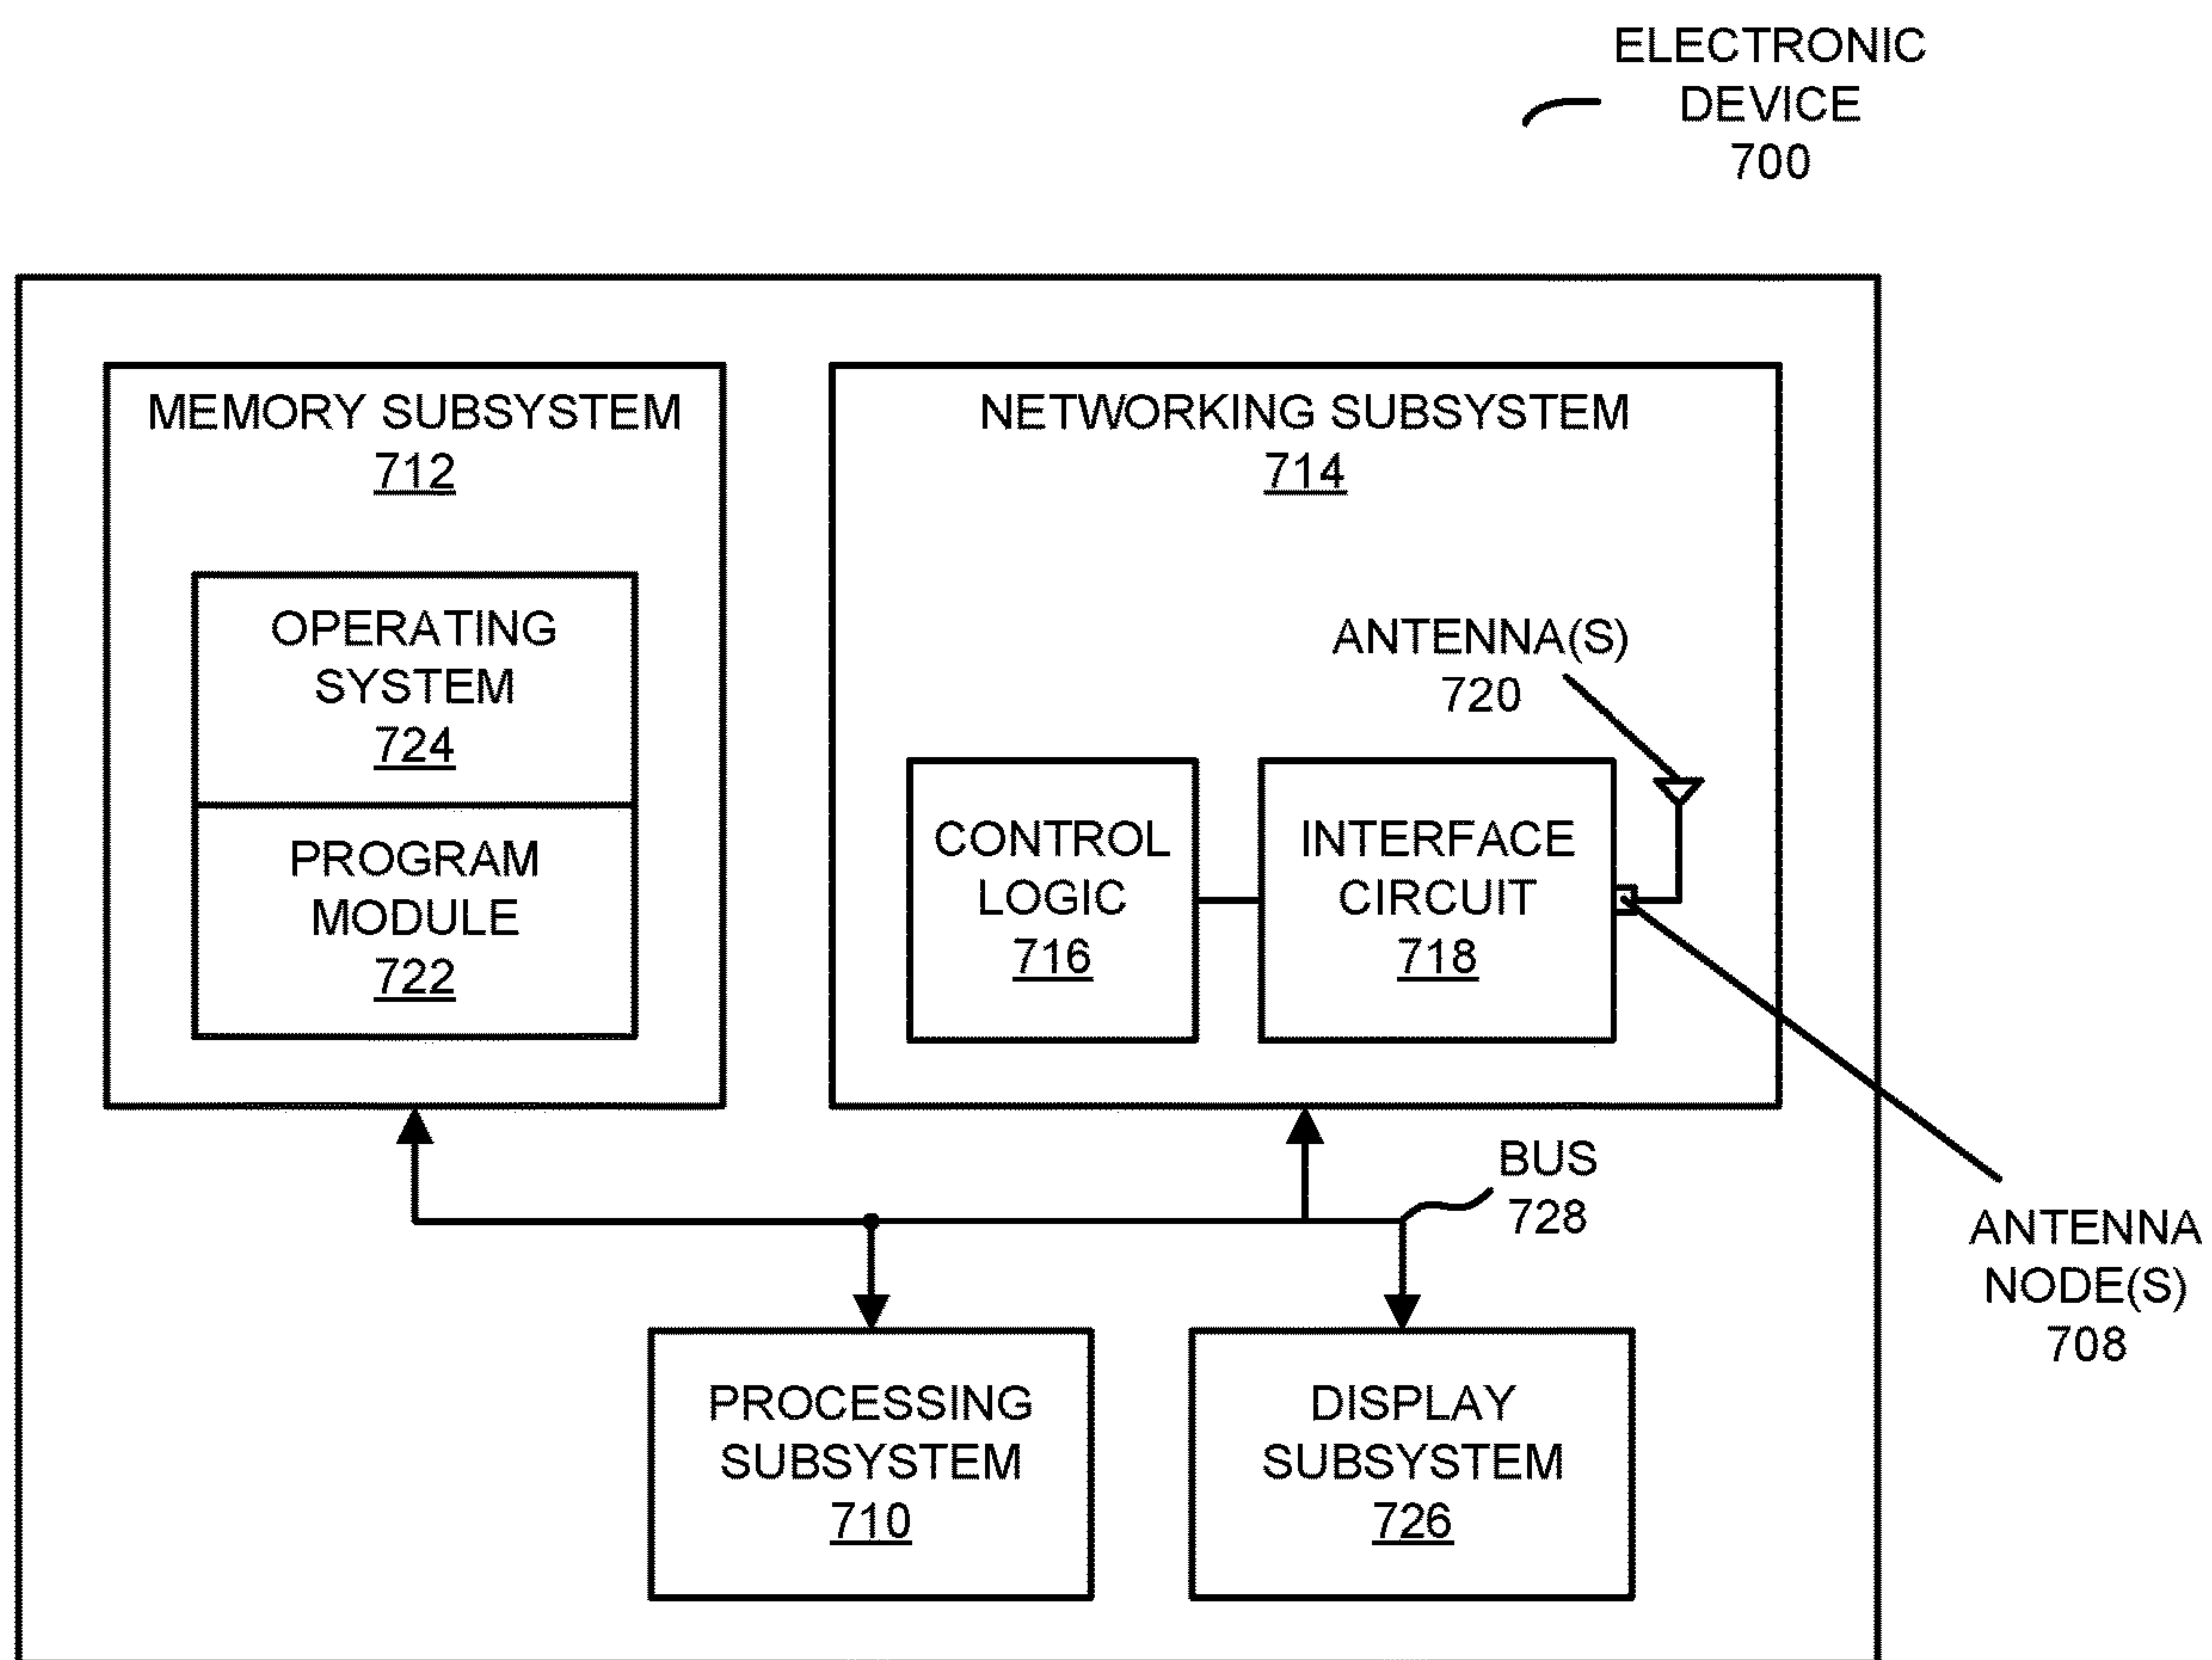 ELECTRONIC
DEVICE
700
MEMORY SUBSYSTEM
712
OPERATING
SYSTEM
724
PROGRAM
MODULE
722
NETWORKING SUBSYSTEM
714
ANTENNA(S)
720
CONTROL
LOGIC
716
INTERFACE
CIRCUIT
718
BUS
728
ANTENNA
NODE(S)
708
PROCESSING
SUBSYSTEM
710
DISPLAY
SUBSYSTEM
726